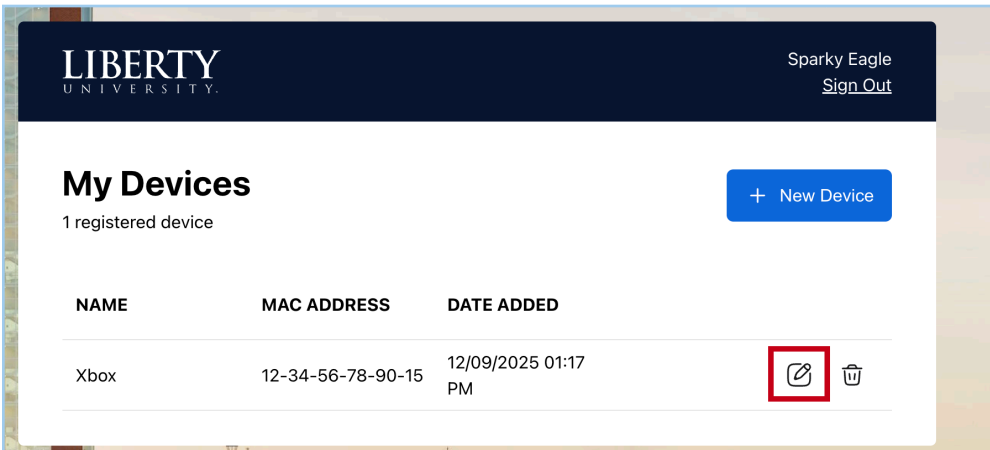 LIBERTY
UNIVERSITY.
Sparky Eagle
Sign Out
My Devices
1 registered device
+ New Device
NAME MAC ADDRESS DATE ADDED
Xbox 12-34-56-78-90-15 12/09/2025 01:17
PM